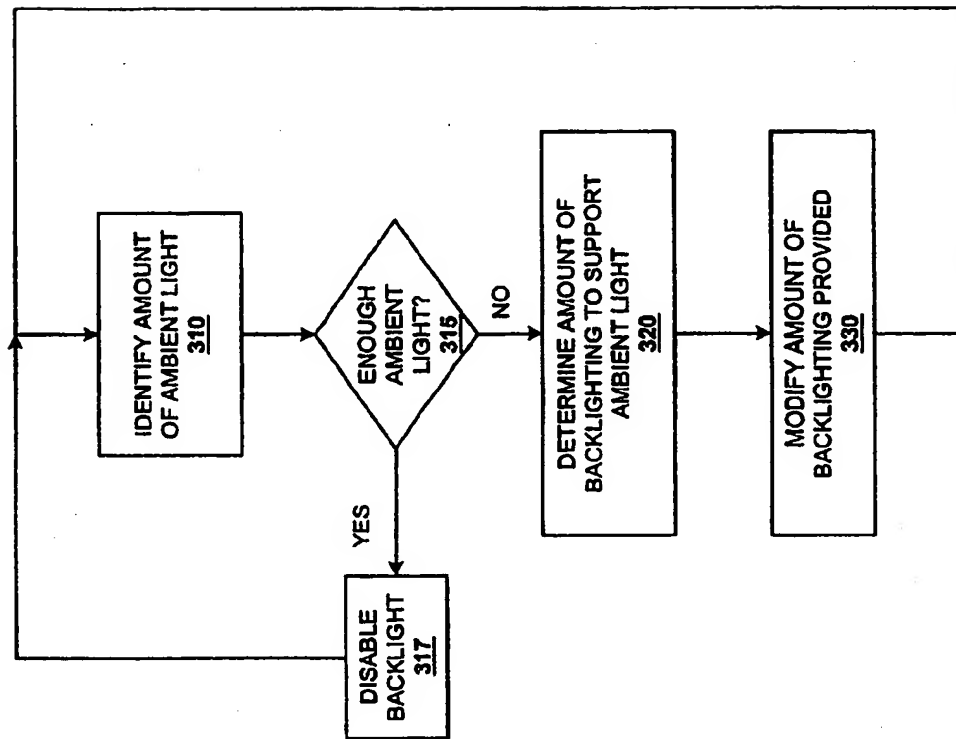 IDENTIFY AMOUNT
OF AMBIENT LIGHT
310
ENOUGH
AMBIENT
LIGHT?
315
YES
NO
DISABLE
BACKLIGHT
317
DETERMINE AMOUNT OF
BACKLIGHTING TO SUPPORT
AMBIENT LIGHT
320
MODIFY AMOUNT OF
BACKLIGHTING PROVIDED
330